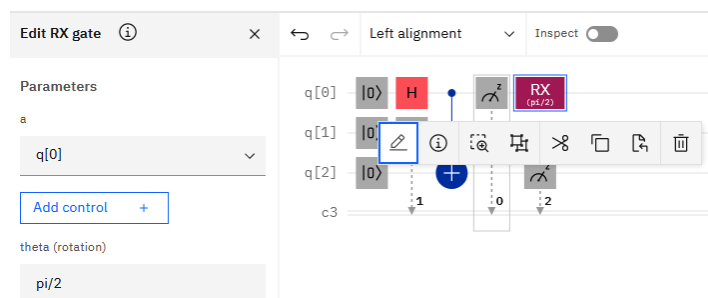 Edit RX gate
Left alignment
Inspect
Parameters
a
q[0]
Add control +
theta (rotation)
pi/2
q[0] |0⟩ H z RX
(pi/2)
q[1] |0⟩
q[2] |0⟩ +
c3 1 0 2